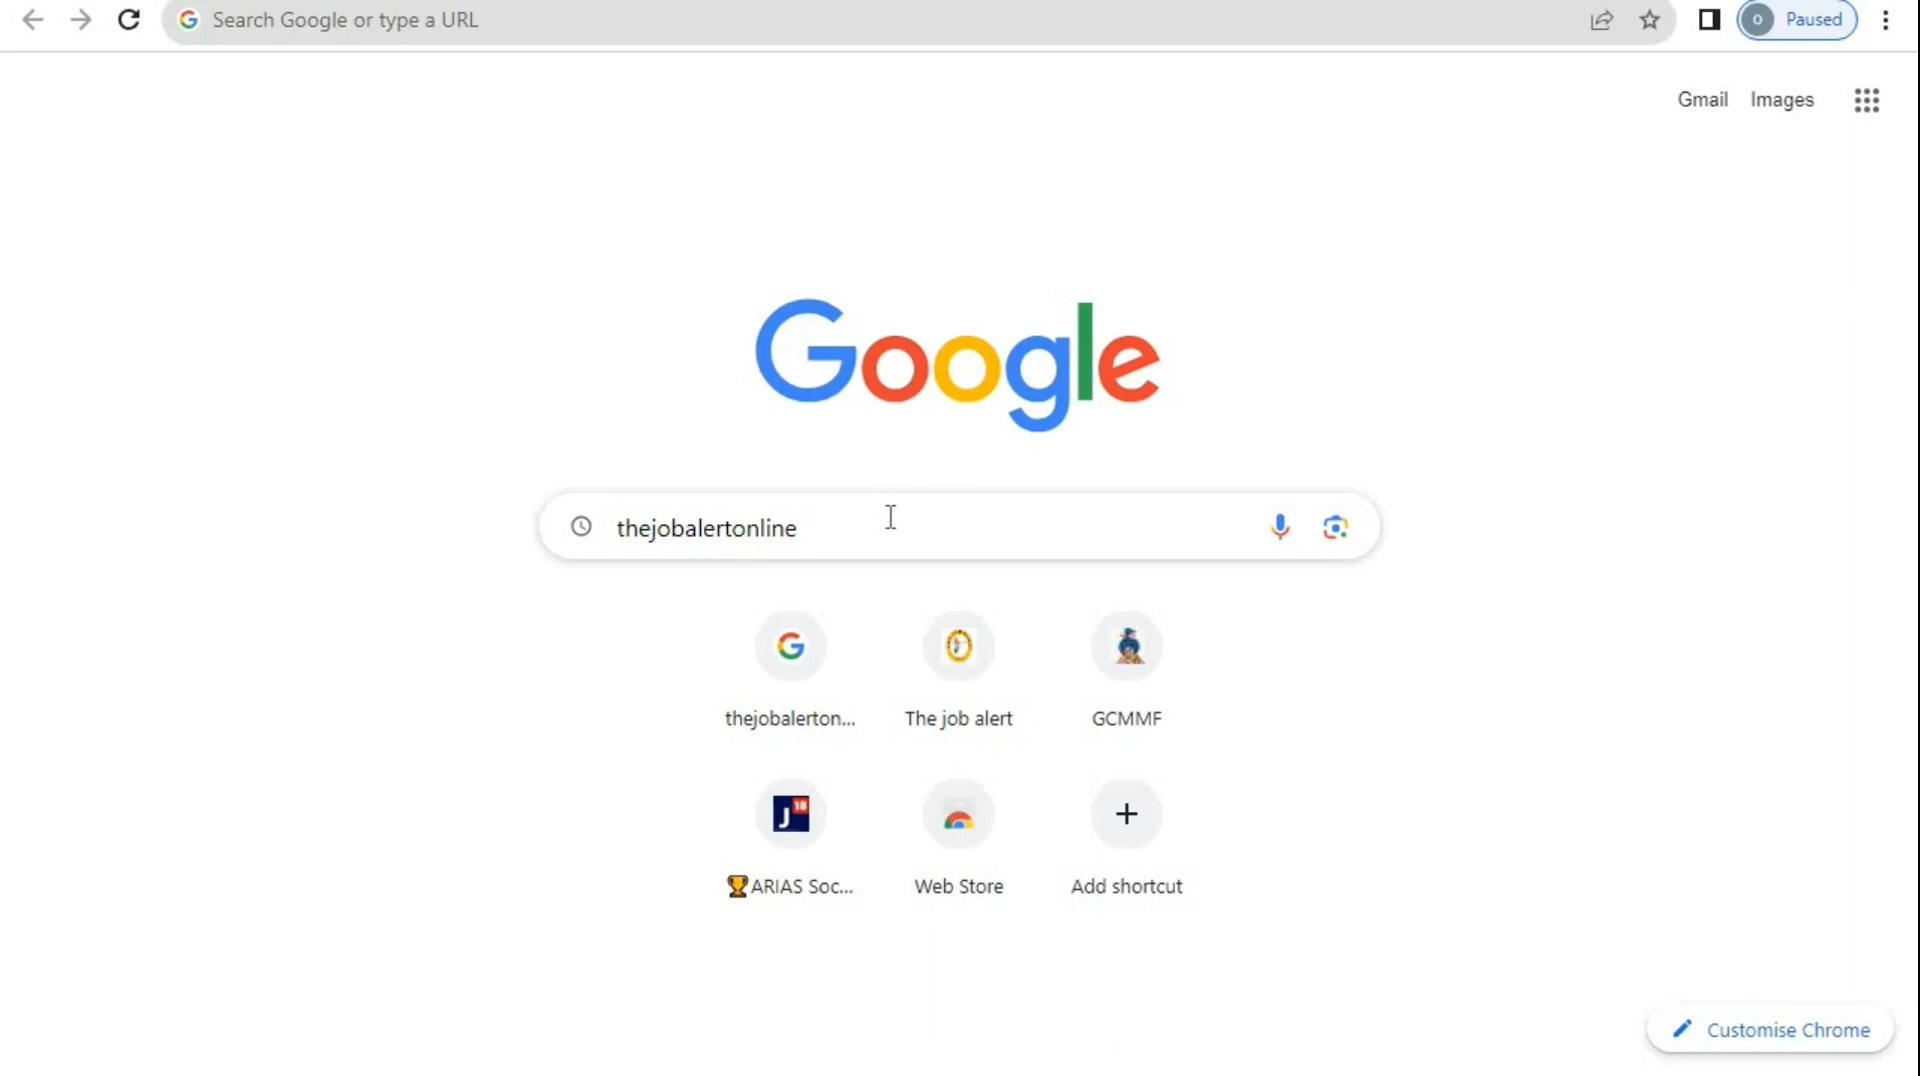 Search Google or type a URL
o Paused
Gmail Images
Google
thejobalertonline
thejobalerton... The job alert GCMMF
J18
🏆ARIAS Soc... Web Store Add shortcut
Customise Chrome